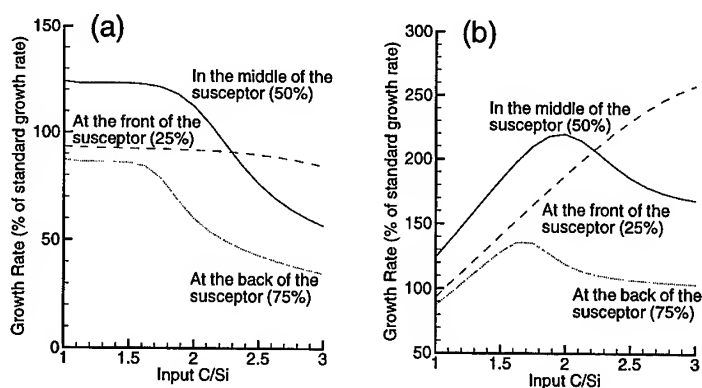 (a)
Growth Rate (% of standard growth rate)
150
100
50
0
In the middle of the
susceptor (50%)
At the front of the
susceptor (25%)
At the back of the
susceptor (75%)
1
1.5
2
2.5
3
Input C/Si
(b)
Growth Rate (% of standard growth rate)
300
250
200
150
100
50
In the middle of the
susceptor (50%)
At the front of the
susceptor (25%)
At the back of the
susceptor (75%)
1
1.5
2
2.5
3
Input C/Si